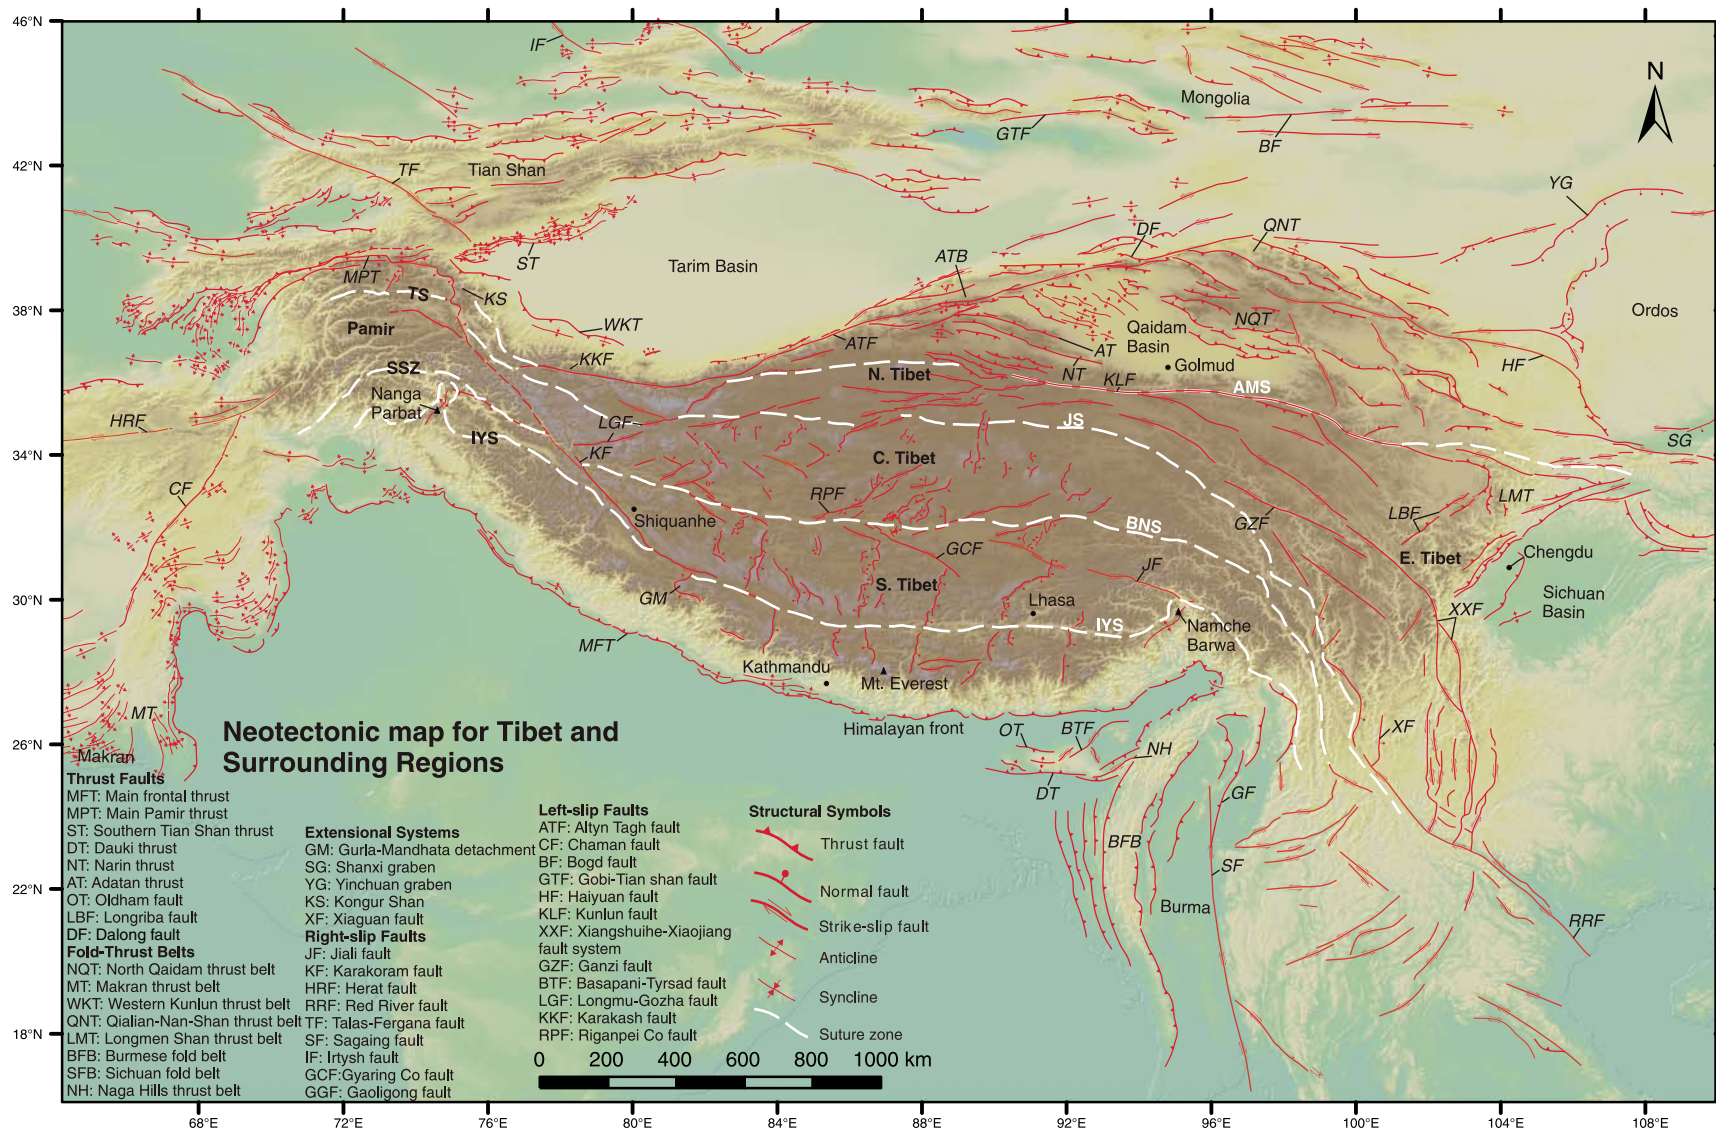 46°N
42°N
38°N
34°N
30°N
26°N
22°N
18°N
68°E
72°E
76°E
80°E
84°E
88°E
92°E
96°E
100°E
104°E
108°E
N
IF
Mongolia
GTF
BF
TF
Tian Shan
YG
DF
QNT
ATB
ST
Tarim Basin
MPT
TS
KS
Ordos
Pamir
WKT
Qaidam
Basin
NQT
ATF
AT
KKF
HF
SSZ
N. Tibet
NT
KLF
Golmud
AMS
Nanga
Parbat
HRF
LGF
JS
IYS
SG
KF
C. Tibet
CF
RPF
LMT
LBF
Shiquanhe
BNS
GZF
GCF
E. Tibet
Chengdu
JF
S. Tibet
GM
Lhasa
Sichuan
Basin
XXF
IYS
Namche
Barwa
MFT
Kathmandu
Mt. Everest
MT
Himalayan front
OT
BTF
NH
XF
Makran
DT
GF
BFB
SF
Burma
RRF
Neotectonic map for Tibet and
Surrounding Regions
Thrust Faults
MFT: Main frontal thrust
MPT: Main Pamir thrust
ST: Southern Tian Shan thrust
DT: Dauki thrust
NT: Narin thrust
AT: Adatan thrust
OT: Oldham fault
LBF: Longriba fault
DF: Dalong fault
Fold-Thrust Belts
NQT: North Qaidam thrust belt
MT: Makran thrust belt
WKT: Western Kunlun thrust belt
QNT: Qialian-Nan-Shan thrust belt
LMT: Longmen Shan thrust belt
BFB: Burmese fold belt
SFB: Sichuan fold belt
NH: Naga Hills thrust belt
Extensional Systems
GM: Gurla-Mandhata detachment
SG: Shanxi graben
YG: Yinchuan graben
KS: Kongur Shan
XF: Xiaguan fault
Right-slip Faults
JF: Jiali fault
KF: Karakoram fault
HRF: Herat fault
RRF: Red River fault
TF: Talas-Fergana fault
SF: Sagaing fault
IF: Irtysh fault
GCF:Gyaring Co fault
GGF: Gaoligong fault
Left-slip Faults
ATF: Altyn Tagh fault
CF: Chaman fault
BF: Bogd fault
GTF: Gobi-Tian shan fault
HF: Haiyuan fault
KLF: Kunlun fault
XXF: Xiangshuihe-Xiaojiang
fault system
GZF: Ganzi fault
BTF: Basapani-Tyrsad fault
LGF: Longmu-Gozha fault
KKF: Karakash fault
RPF: Riganpei Co fault
Structural Symbols
Thrust fault
Normal fault
Strike-slip fault
Anticline
Syncline
Suture zone
0 200 400 600 800 1000 km